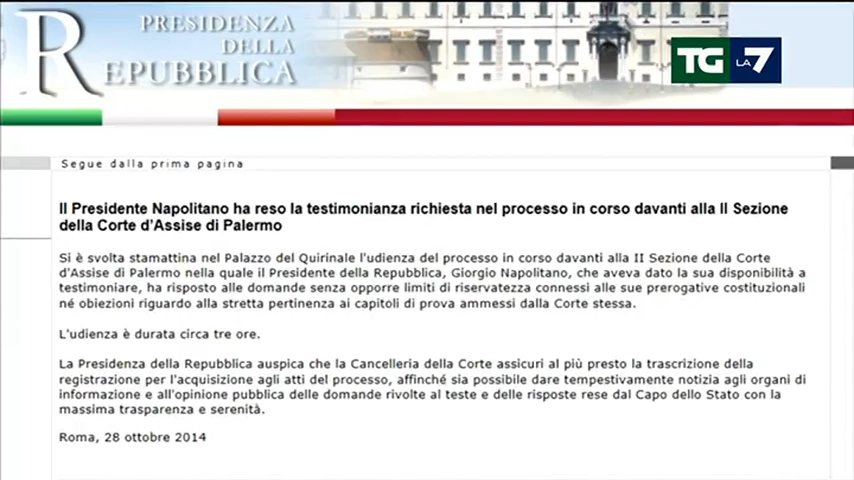 PRESIDENZA
DELLA
REPUBBLICA
TG LA 7
Segue dalla prima pagina
Il Presidente Napolitano ha reso la testimonianza richiesta nel processo in corso davanti alla II Sezione
della Corte d'Assise di Palermo
Si è svolta stamattina nel Palazzo del Quirinale l'udienza del processo in corso davanti alla II Sezione della Corte
d'Assise di Palermo nella quale il Presidente della Repubblica, Giorgio Napolitano, che aveva dato la sua disponibilità a
testimoniare, ha risposto alle domande senza opporre limiti di riservatezza connessi alle sue prerogative costituzionali
né obiezioni riguardo alla stretta pertinenza ai capitoli di prova ammessi dalla Corte stessa.
L'udienza è durata circa tre ore.
La Presidenza della Repubblica auspica che la Cancelleria della Corte assicuri al più presto la trascrizione della
registrazione per l'acquisizione agli atti del processo, affinché sia possibile dare tempestivamente notizia agli organi di
informazione e all'opinione pubblica delle domande rivolte al teste e delle risposte rese dal Capo dello Stato con la
massima trasparenza e serenità.
Roma, 28 ottobre 2014